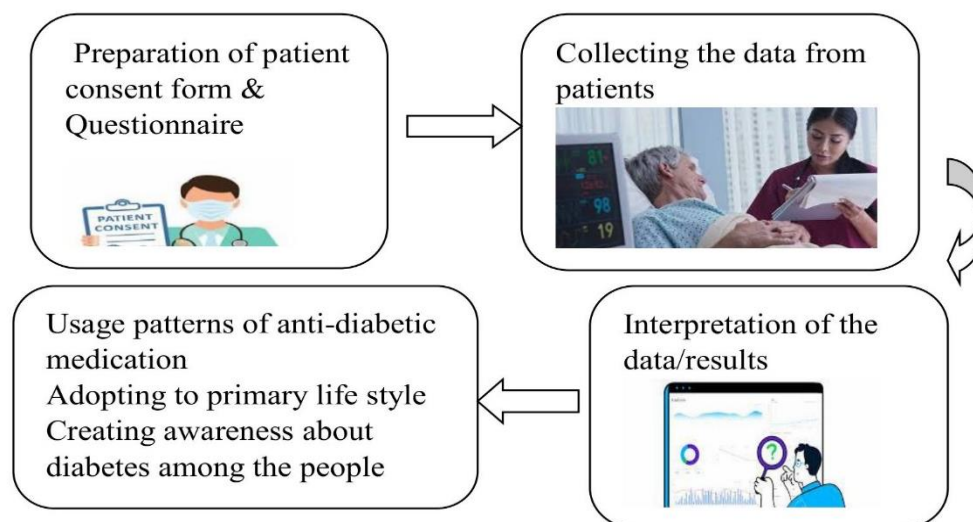 Preparation of patient
consent form &
Questionnaire
PATIENT
CONSENT
Collecting the data from
patients
81
98
19
Interpretation of the
data/results
?
Usage patterns of anti-diabetic
medication
Adopting to primary life style
Creating awareness about
diabetes among the people